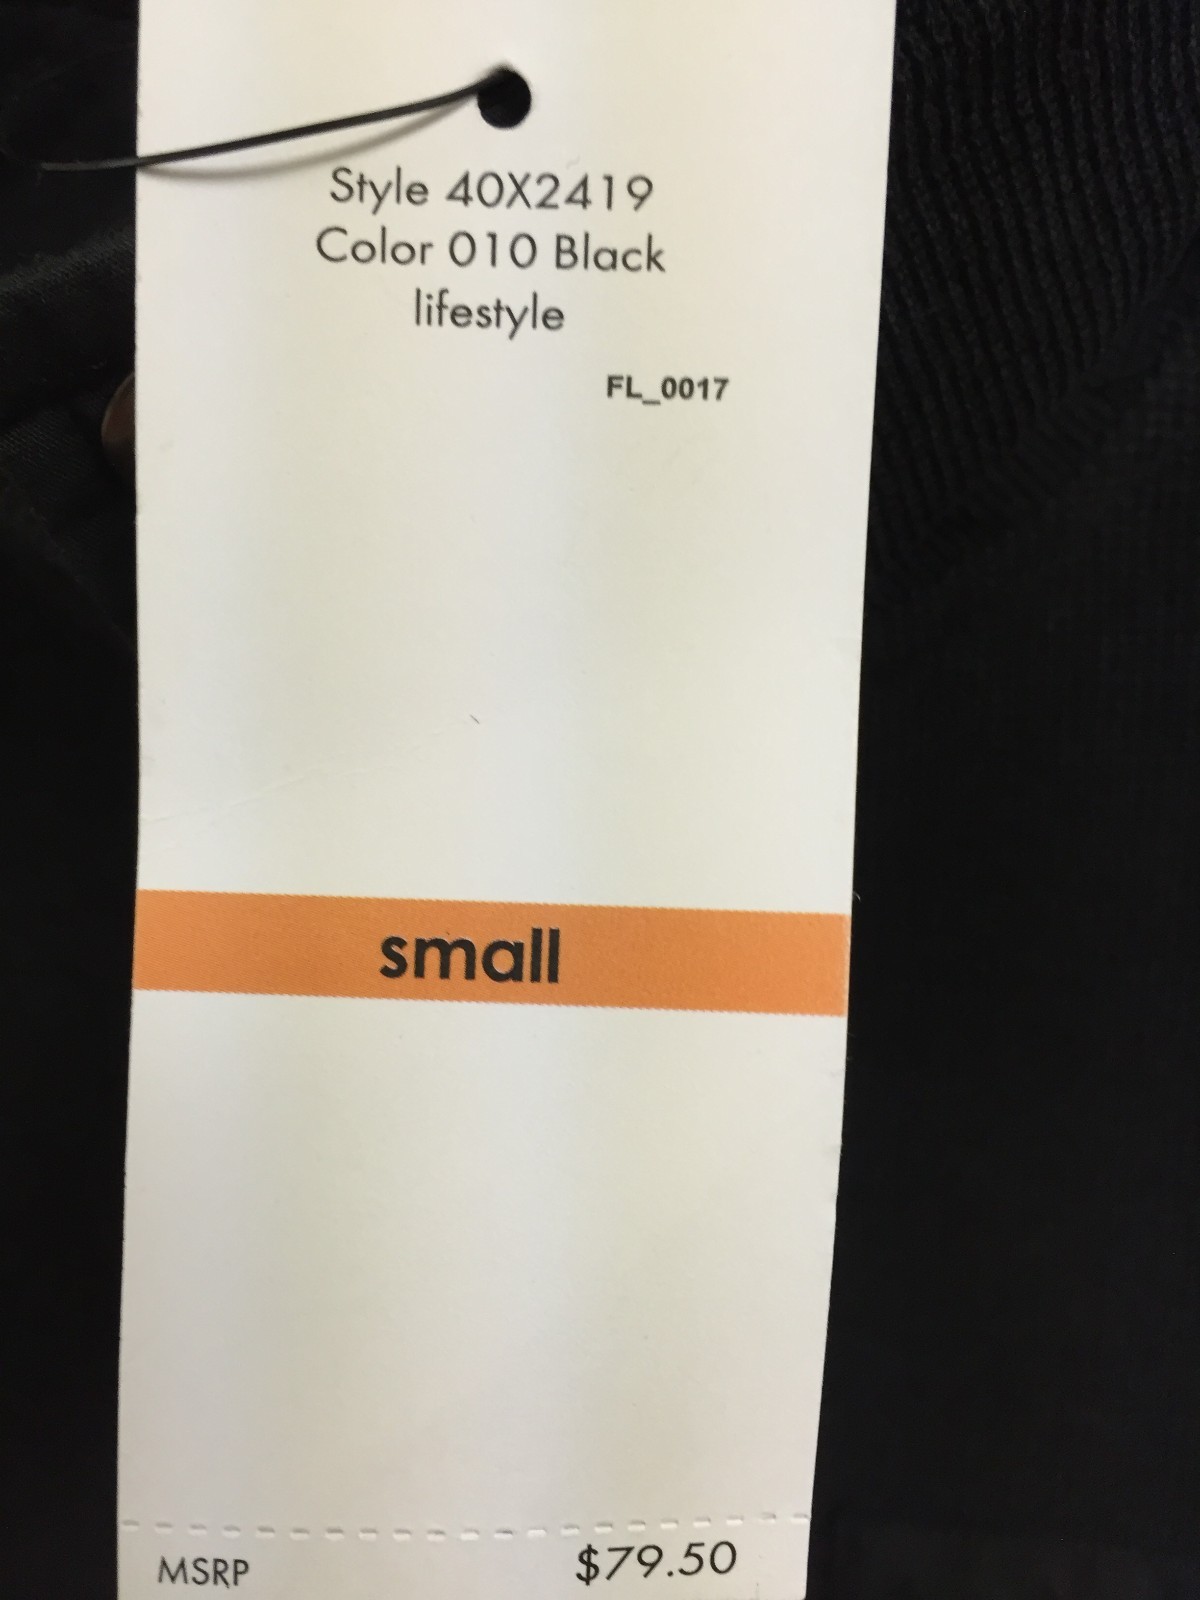 Style 40X2419
Color 010 Black
lifestyle
FL_0017
small
MSRP $79.50